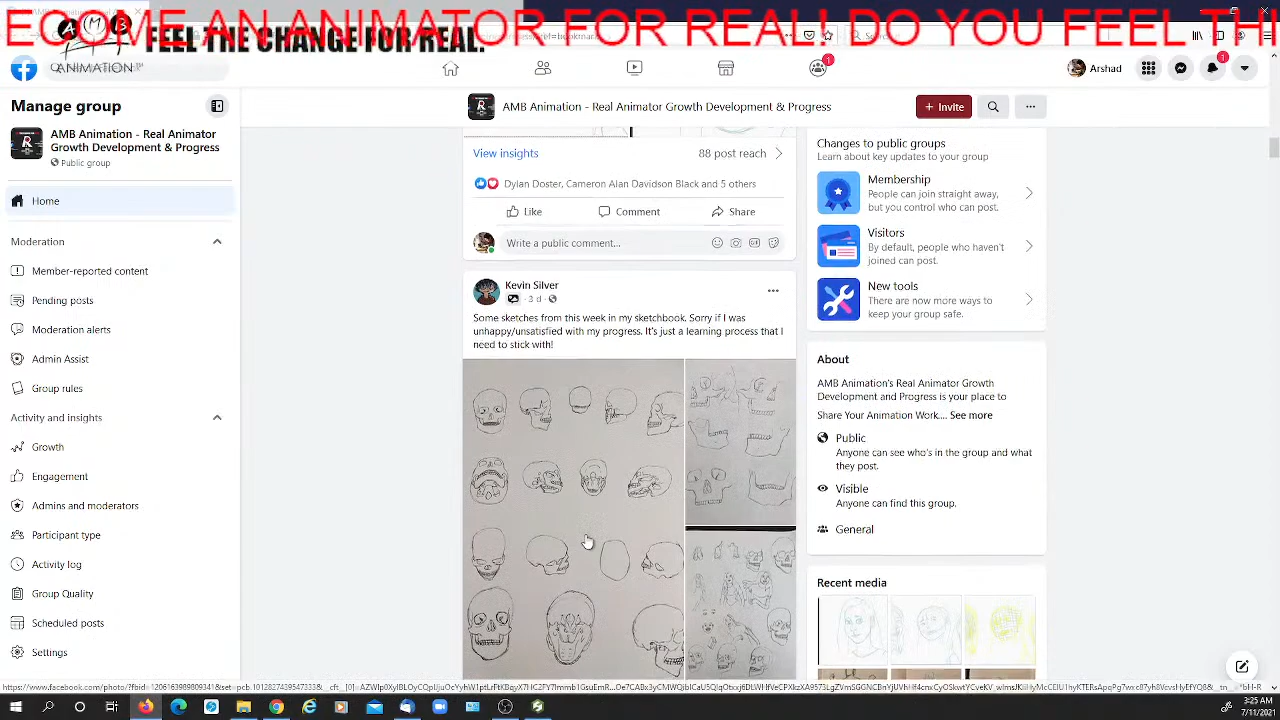 ECOME AN ANIMATOR FOR REAL! DO YOU FEEL THI
AMB
ANIMATION
FEEL THE CHANGE FOR REAL.
Arshad
Manage group
AMB Animation - Real Animator
Growth Development & Progress
Public group
Home
Moderation
Member-reported content
Pending posts
Moderation alerts
Admin Assist
Group rules
Activity and insights
Growth
Engagement
Admins and moderators
Participant type
Activity log
Group Quality
Scheduled posts
Settings
AMB Animation - Real Animator Growth Development & Progress
+ Invite
View insights
88 post reach
Dylan Doster, Cameron Alan Davidson Black and 5 others
Like
Comment
Share
Write a public comment...
Kevin Silver
3 d
Some sketches from this week in my sketchbook. Sorry if I was
unhappy/unsatisfied with my progress. It's just a learning process that I
need to stick with!
Changes to public groups
Learn about key updates to your group
Membership
People can join straight away,
but you control who can post.
Visitors
By default, people who haven't
joined can post.
New tools
There are now more ways to
keep your group safe.
About
AMB Animation's Real Animator Growth
Development and Progress is your place to
Share Your Animation Work.... See more
Public
Anyone can see who's in the group and what
they post.
Visible
Anyone can find this group.
General
Recent media
3:25 AM
7/11/2021